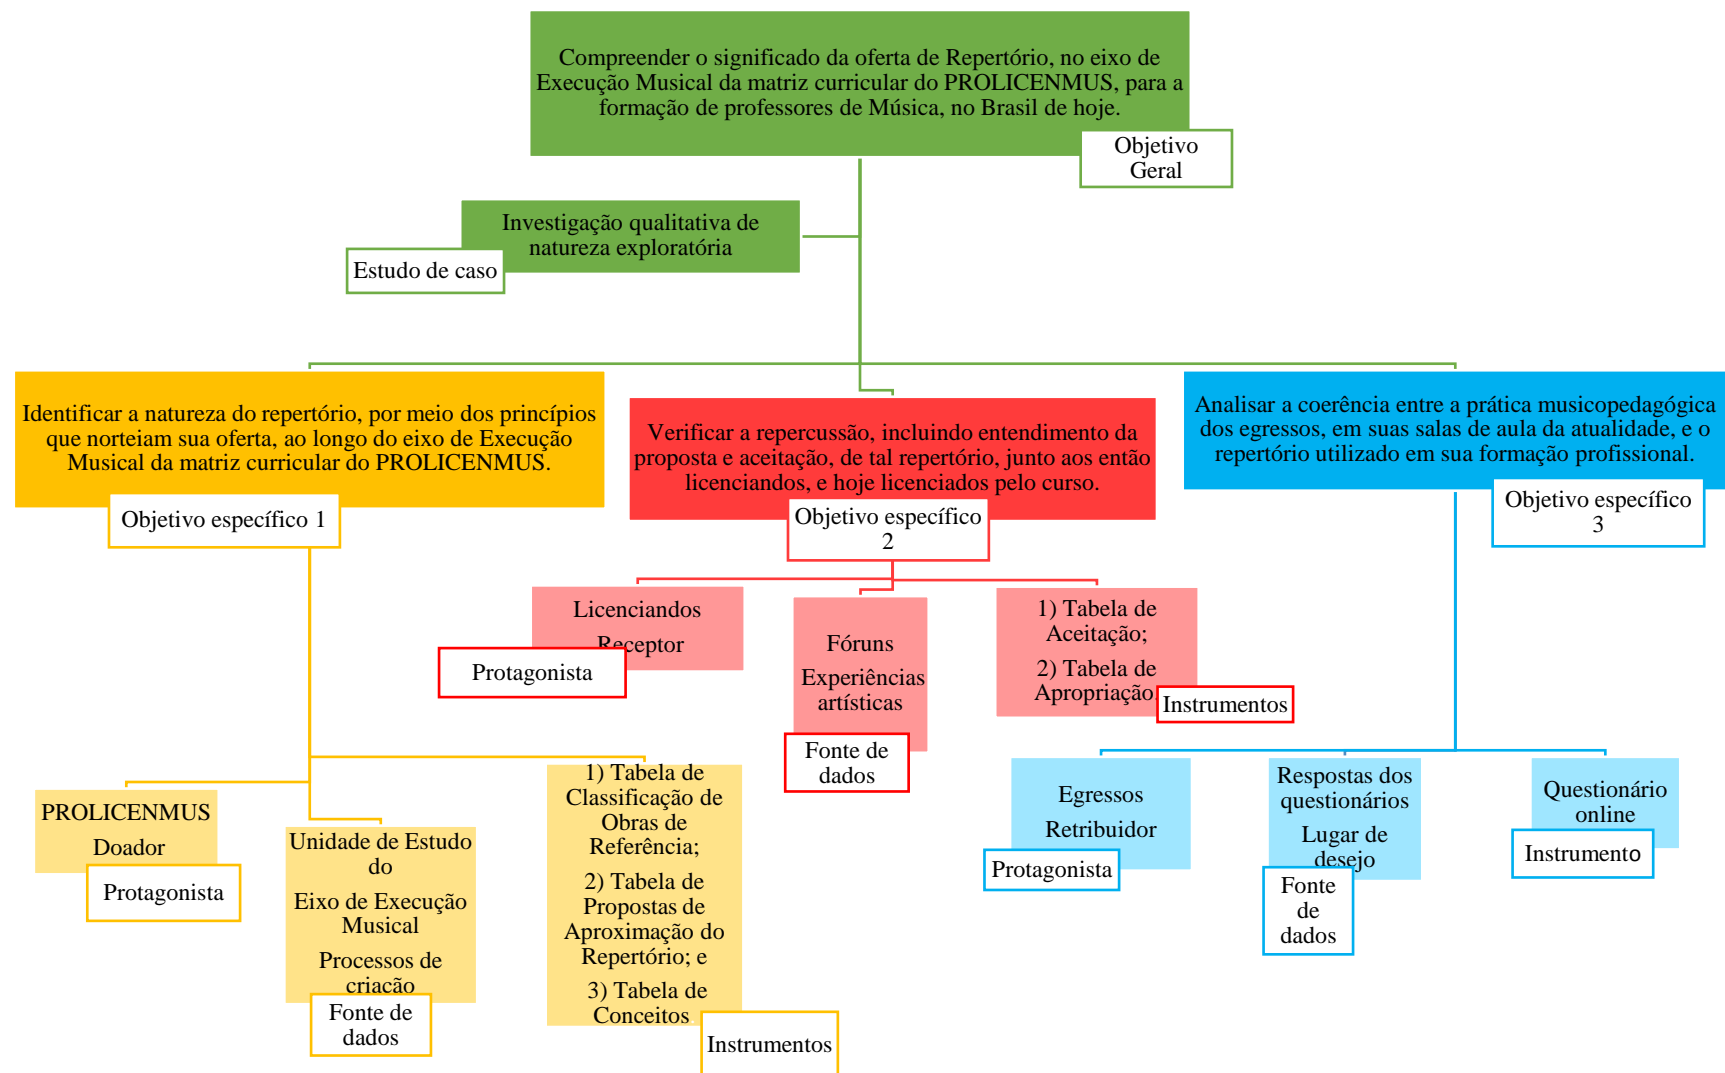 Compreender o significado da oferta de Repertório, no eixo de
Execução Musical da matriz curricular do PROLICENMUS, para a
formação de professores de Música, no Brasil de hoje.
Objetivo
Geral
Investigação qualitativa de
natureza exploratória
Estudo de caso
Identificar a natureza do repertório, por meio dos princípios
que norteiam sua oferta, ao longo do eixo de Execução
Musical da matriz curricular do PROLICENMUS.
Objetivo específico 1
PROLICENMUS
Doador
Protagonista
Unidade de Estudo
do
Eixo de Execução
Musical
Processos de
criação
Fonte de
dados
1) Tabela de
Classificação de
Obras de
Referência;
2) Tabela de
Propostas de
Aproximação do
Repertório; e
3) Tabela de
Conceitos
Instrumentos
Verificar a repercussão, incluindo entendimento da
proposta e aceitação, de tal repertório, junto aos então
licenciandos, e hoje licenciados pelo curso.
Objetivo específico
2
Licenciandos
Receptor
Protagonista
Fóruns
Experiências
artísticas
Fonte de
dados
1) Tabela de
Aceitação;
2) Tabela de
Apropriação
Instrumentos
Analisar a coerência entre a prática musicopedagógica
dos egressos, em suas salas de aula da atualidade, e o
repertório utilizado em sua formação profissional.
Objetivo específico
3
Egressos
Retribuidor
Protagonista
Respostas dos
questionários
Lugar de
desejo
Fonte
de
dados
Questionário
online
Instrumento